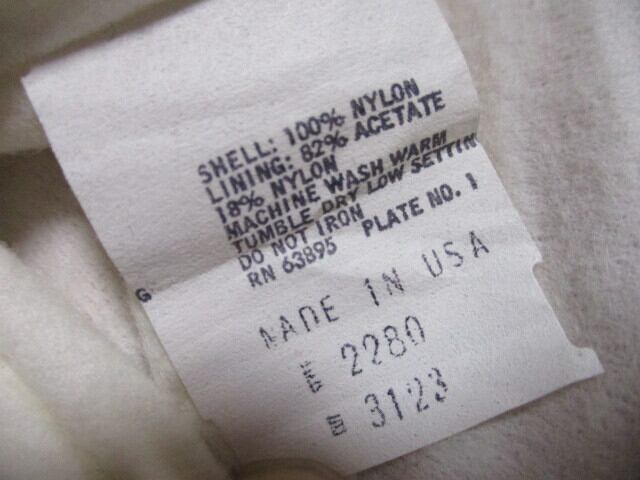 SHELL: 100% NYLON
LINING: 82% ACETATE
18% NYLON
MACHINE WASH WARM
TUMBLE DRY LOW SETTIN
DO NOT IRON
RN 63895 PLATE NO. 1
G
MADE IN USA
2280
3123